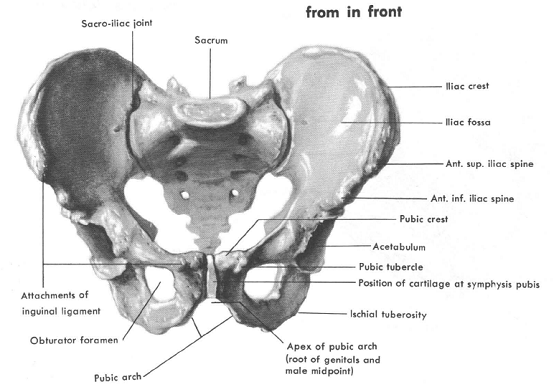 from in front
Sacro-iliac joint
Sacrum
Iliac crest
Iliac fossa
Ant. sup. iliac spine
Ant. inf. iliac spine
Pubic crest
Acetabulum
Pubic tubercle
Position of cartilage at symphysis pubis
Attachments of
inguinal ligament
Ischial tuberosity
Obturator foramen
Apex of pubic arch
(root of genitals and
male midpoint)
Pubic arch